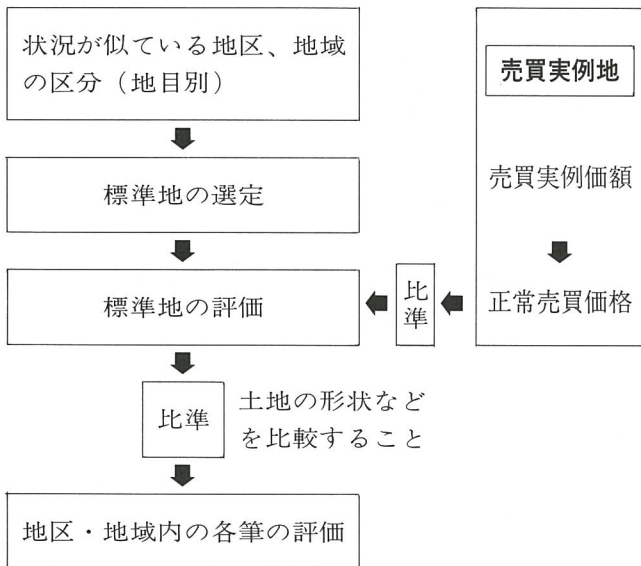 状況が似ている地区、地域
の区分（地目別）
標準地の選定
標準地の評価
比準
土地の形状など
を比較すること
地区・地域内の各筆の評価
売買実例地
売買実例価額
正常売買価格
比準